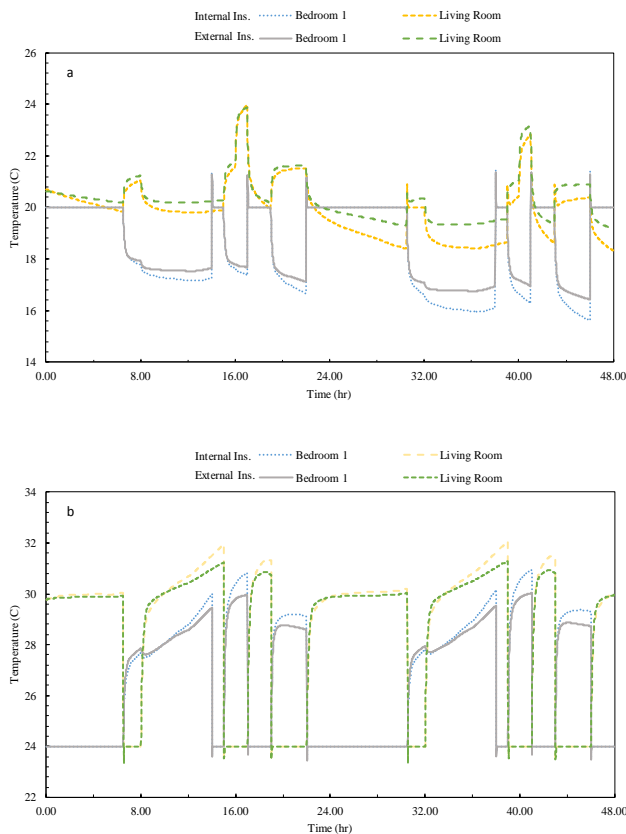 Internal Ins. Bedroom 1 Living Room
External Ins. Bedroom 1 Living Room
a
26
24
22
20
18
16
14
Temperature (C)
0.00 8.00 16.00 24.00 32.00 40.00 48.00
Time (hr)
Internal Ins. Bedroom 1 Living Room
External Ins. Bedroom 1 Living Room
b
34
32
30
28
26
24
22
Temperature (C)
0.00 8.00 16.00 24.00 32.00 40.00 48.00
Time (hr)